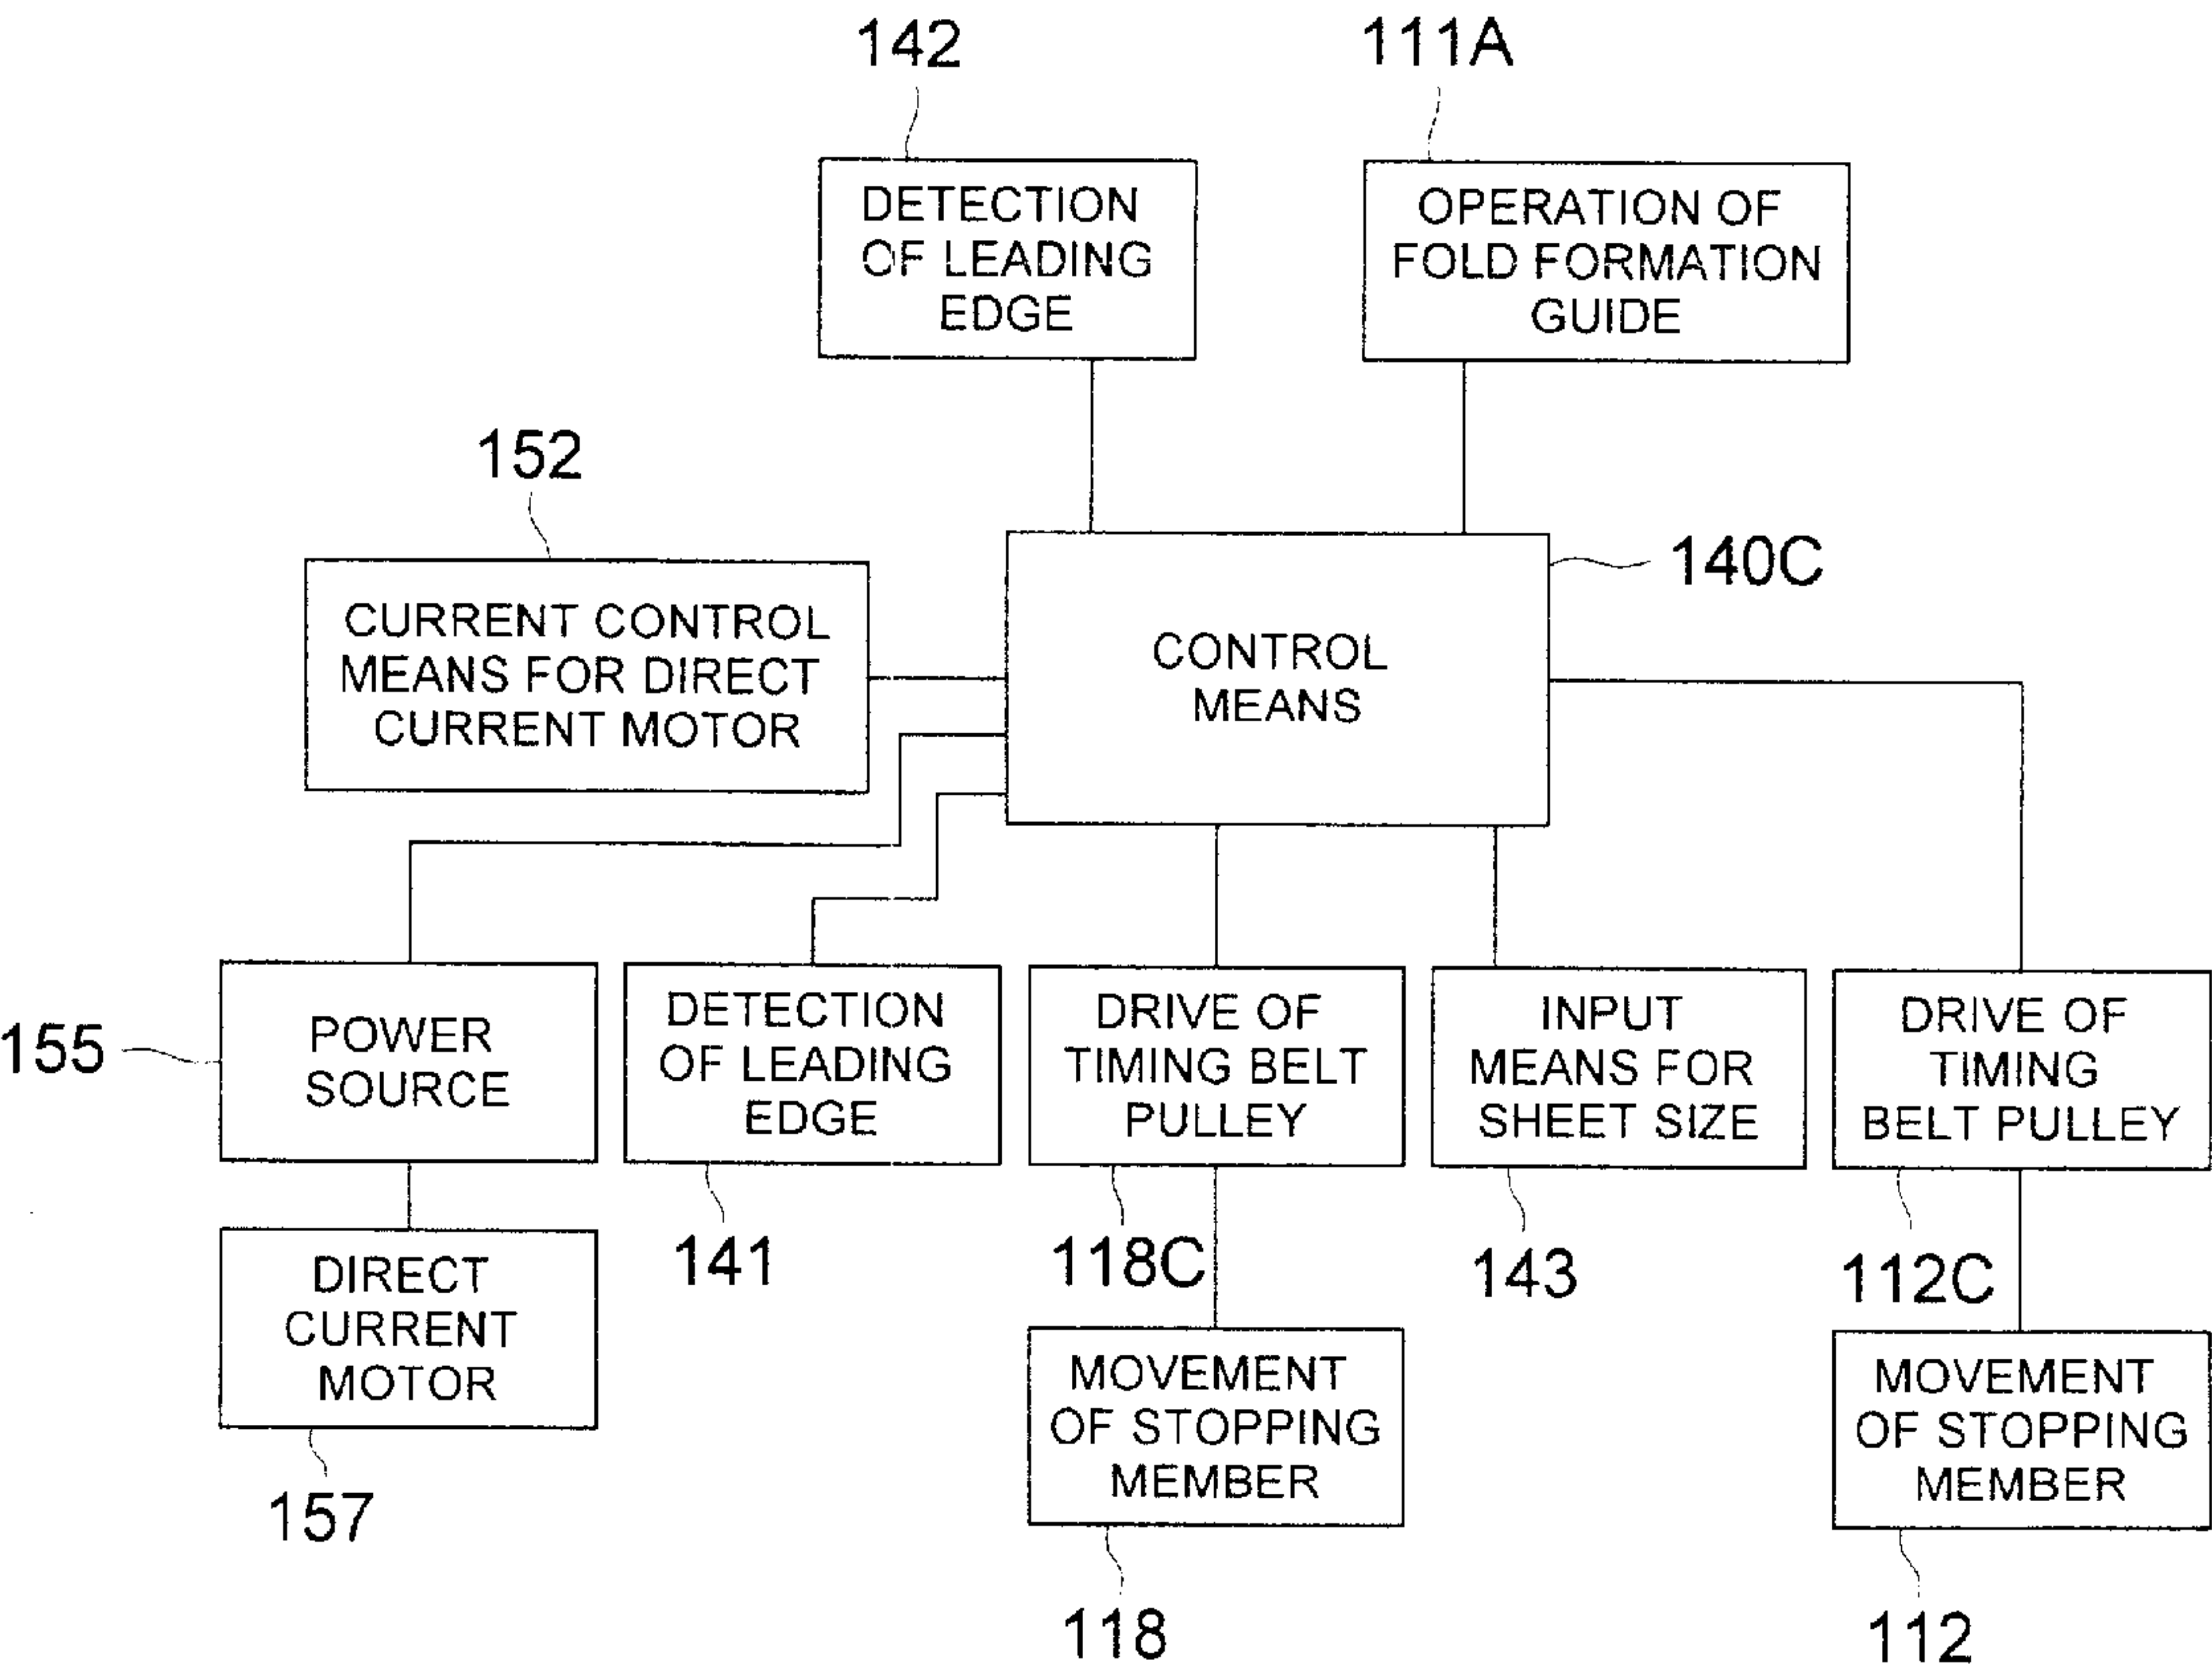 142
111A
DETECTION
OF LEADING
EDGE
OPERATION OF
FOLD FORMATION
GUIDE
152
140C
CURRENT CONTROL
MEANS FOR DIRECT
CURRENT MOTOR
CONTROL
MEANS
155
POWER
SOURCE
DETECTION
OF LEADING
EDGE
DRIVE OF
TIMING BELT
PULLEY
INPUT
MEANS FOR
SHEET SIZE
DRIVE OF
TIMING
BELT PULLEY
141
118C
143
112C
DIRECT
CURRENT
MOTOR
MOVEMENT
OF STOPPING
MEMBER
MOVEMENT
OF STOPPING
MEMBER
157
118
112